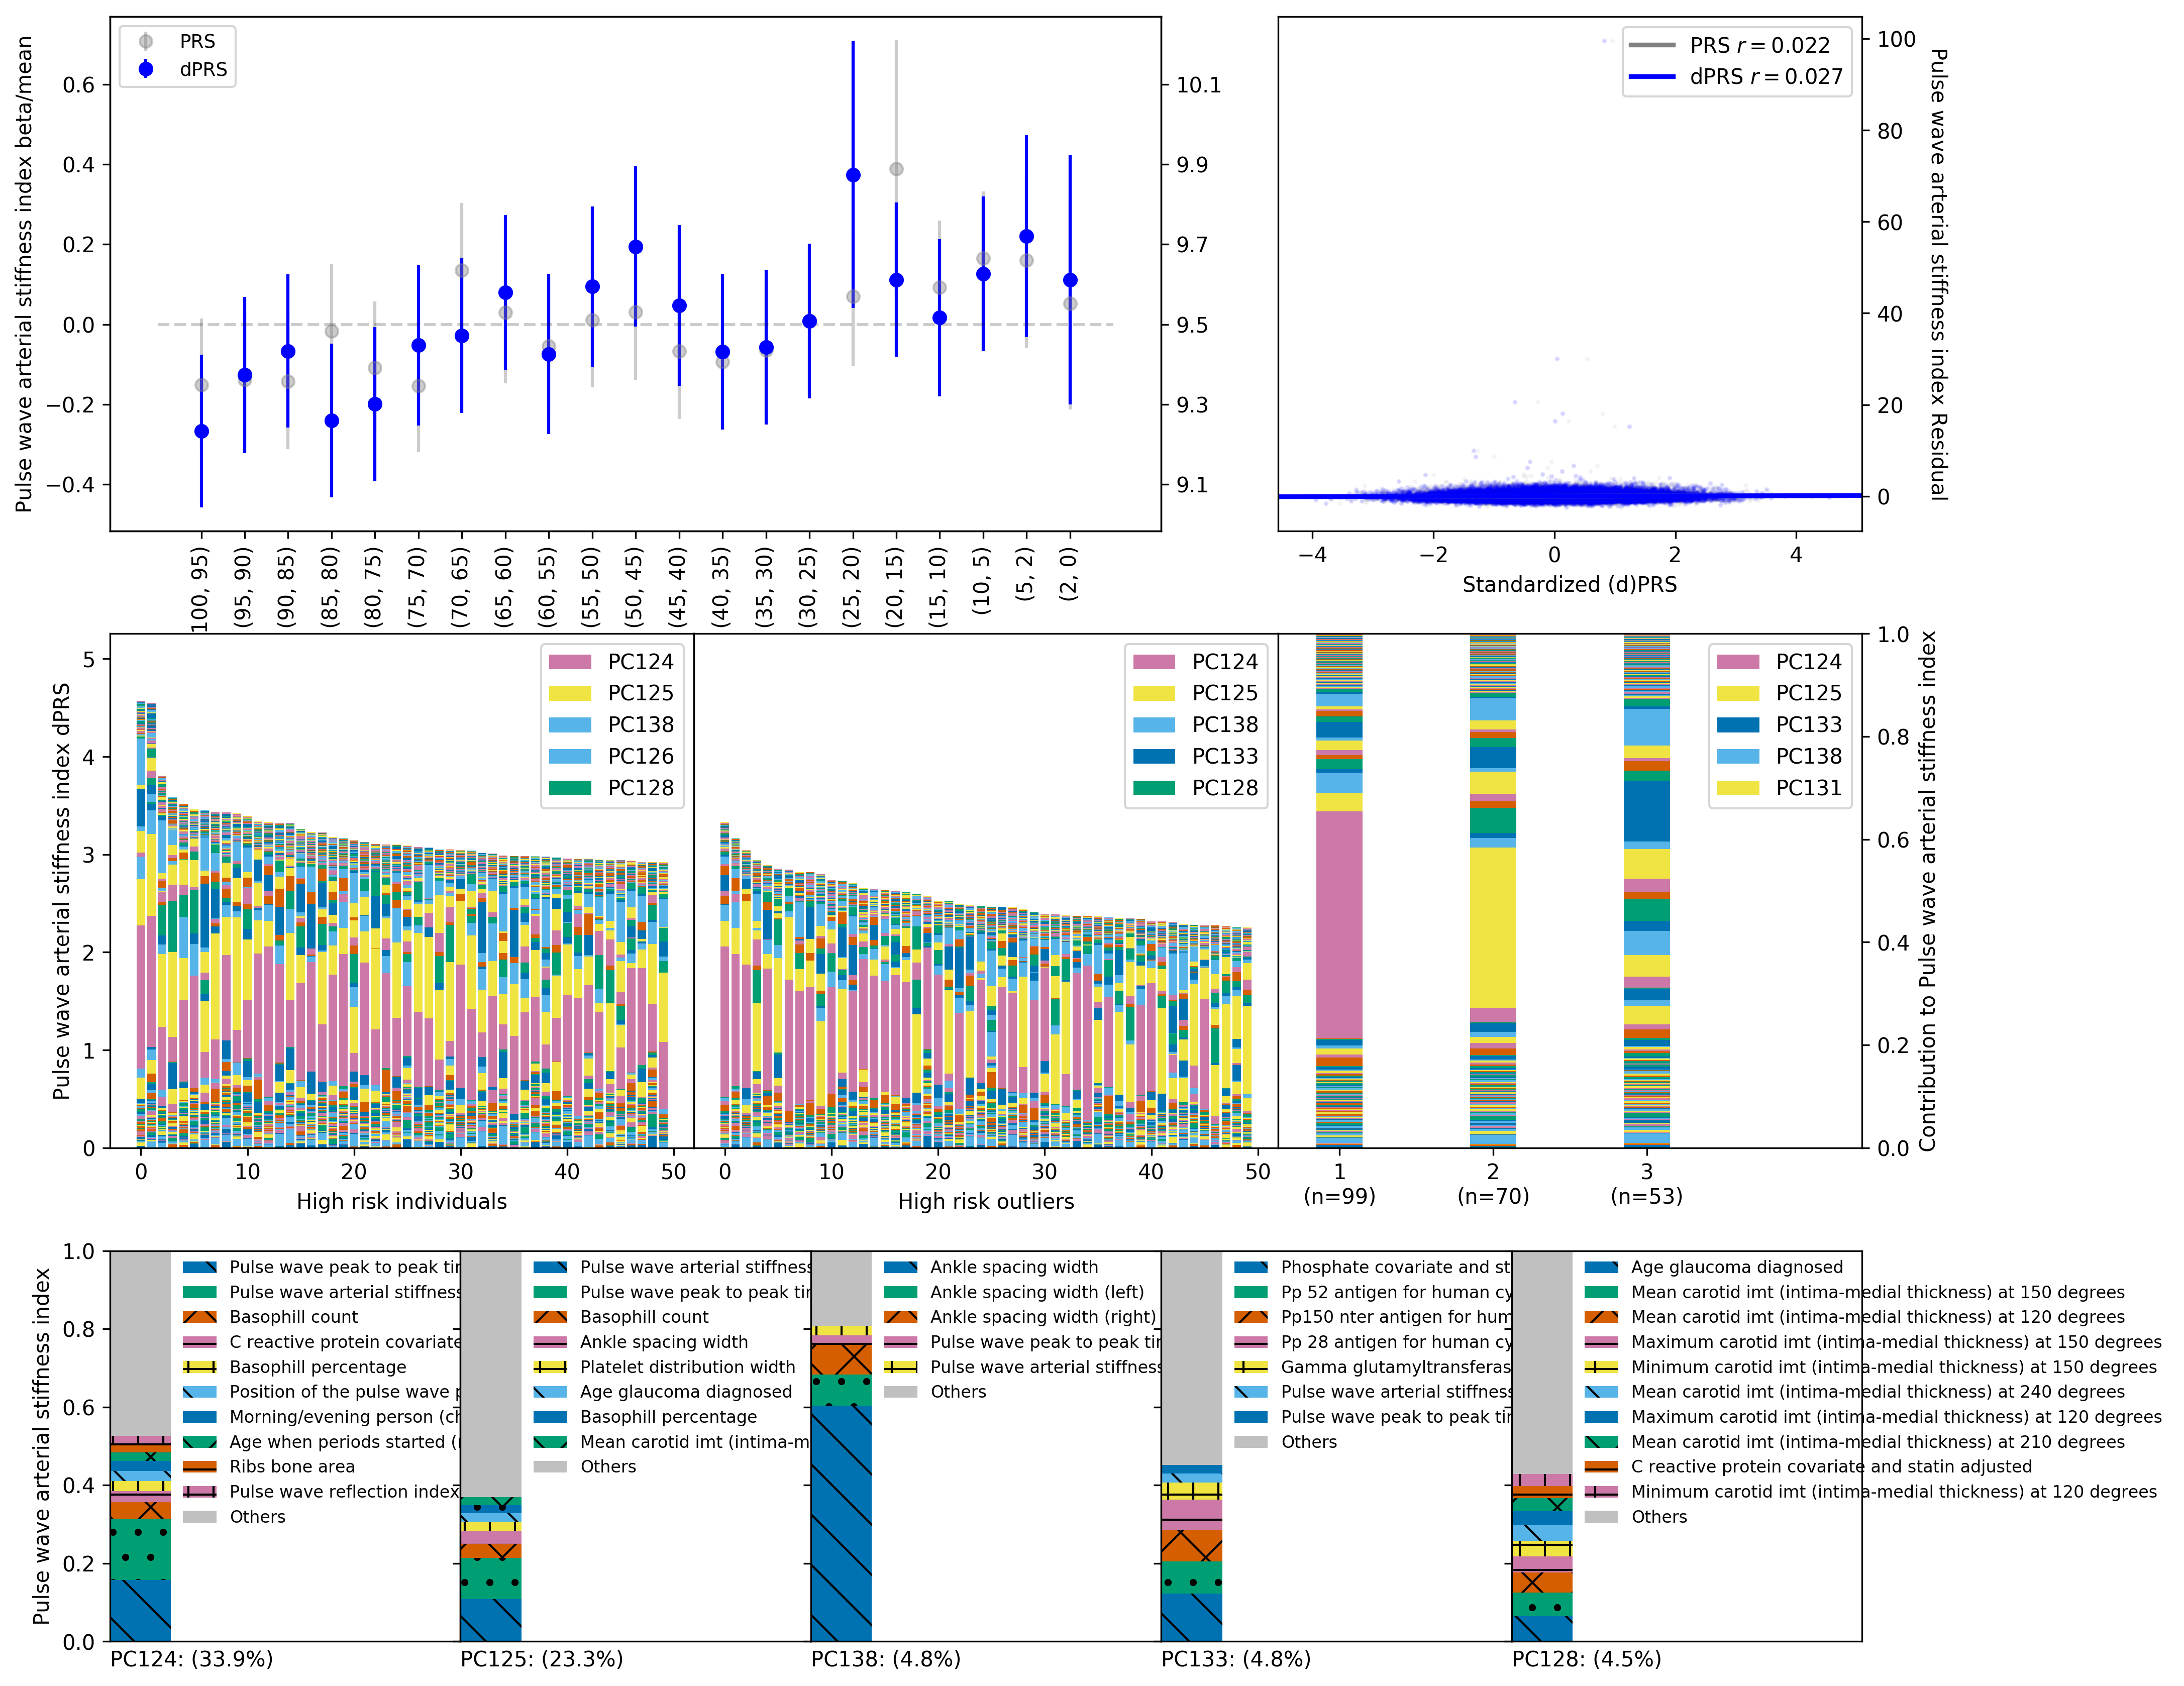 Pulse wave arterial stiffness index beta/mean
0.6
0.4
0.2
0.0
−0.2
−0.4
PRS
dPRS
10.1
9.9
9.7
9.5
9.3
9.1
100, 95)
(95, 90)
(90, 85)
(85, 80)
(80, 75)
(75, 70)
(70, 65)
(65, 60)
(60, 55)
(55, 50)
(50, 45)
(45, 40)
(40, 35)
(35, 30)
(30, 25)
(25, 20)
(20, 15)
(15, 10)
(10, 5)
(5, 2)
(2, 0)
PRS r = 0.022
dPRS r = 0.027
100
80
60
40
20
0
Pulse wave arterial stiffness index Residual
−4
−2
0
2
4
Standardized (d)PRS
Pulse wave arterial stiffness index dPRS
5
4
3
2
1
0
PC124
PC125
PC138
PC126
PC128
0
10
20
30
40
50
High risk individuals
PC124
PC125
PC138
PC133
PC128
0
10
20
30
40
50
High risk outliers
PC124
PC125
PC133
PC138
PC131
1.0
0.8
0.6
0.4
0.2
0.0
Contribution to Pulse wave arterial stiffness index
1
(n=99)
2
(n=70)
3
(n=53)
Pulse wave arterial stiffness index
1.0
0.8
0.6
0.4
0.2
0.0
Pulse wave peak to peak tir
Pulse wave arterial stiffness
Basophill count
C reactive protein covariate
Basophill percentage
Position of the pulse wave p
Morning/evening person (ch
Age when periods started (r
Ribs bone area
Pulse wave reflection index
Others
PC124: (33.9%)
Pulse wave arterial stiffness
Pulse wave peak to peak tir
Basophill count
Ankle spacing width
Platelet distribution width
Age glaucoma diagnosed
Basophill percentage
Mean carotid imt (intima-m
Others
PC125: (23.3%)
Ankle spacing width
Ankle spacing width (left)
Ankle spacing width (right)
Pulse wave peak to peak tir
Pulse wave arterial stiffness
Others
PC138: (4.8%)
Phosphate covariate and st
Pp 52 antigen for human cy
Pp150 nter antigen for hum
Pp 28 antigen for human cy
Gamma glutamyltransferas
Pulse wave arterial stiffness
Pulse wave peak to peak tir
Others
PC133: (4.8%)
Age glaucoma diagnosed
Mean carotid imt (intima-medial thickness) at 150 degrees
Mean carotid imt (intima-medial thickness) at 120 degrees
Maximum carotid imt (intima-medial thickness) at 150 degrees
Minimum carotid imt (intima-medial thickness) at 150 degrees
Mean carotid imt (intima-medial thickness) at 240 degrees
Maximum carotid imt (intima-medial thickness) at 120 degrees
Mean carotid imt (intima-medial thickness) at 210 degrees
C reactive protein covariate and statin adjusted
Minimum carotid imt (intima-medial thickness) at 120 degrees
Others
PC128: (4.5%)